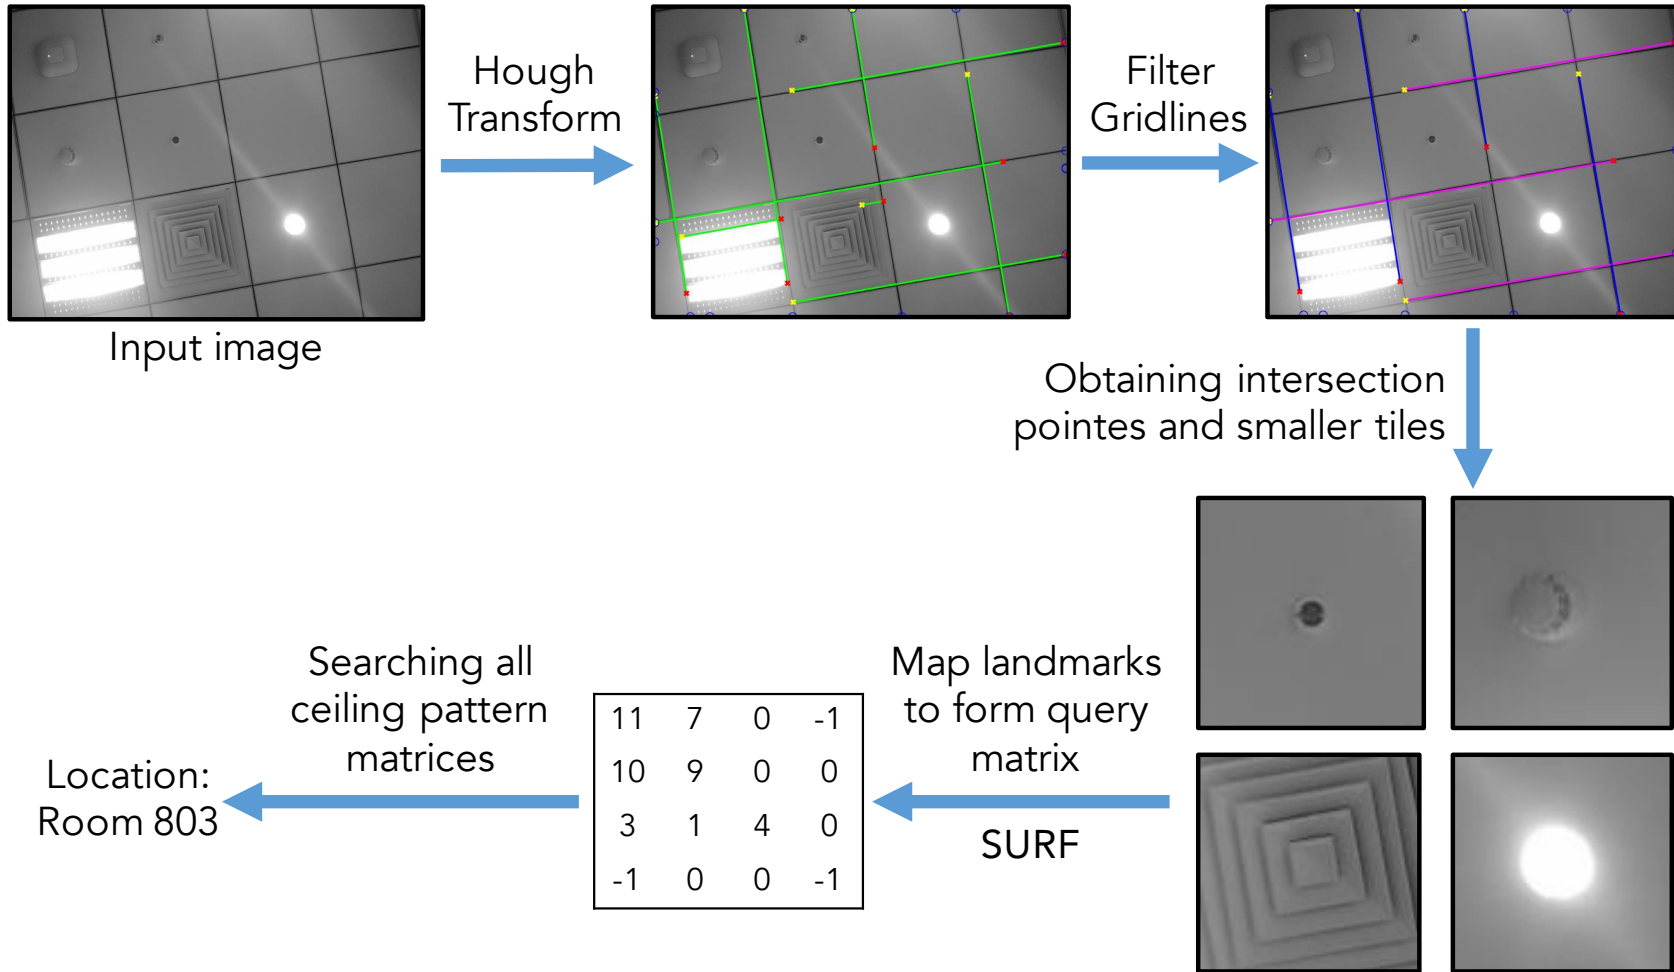 Hough
Transform
Filter
Gridlines
Input image
Obtaining intersection
pointes and smaller tiles
Map landmarks
to form query
matrix
SURF
11 7 0 -1
10 9 0 0
3 1 4 0
-1 0 0 -1
Searching all
ceiling pattern
matrices
Location:
Room 803